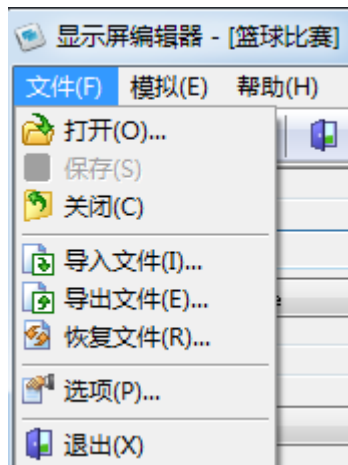 显示屏编辑器 - [篮球比赛]
文件(F) 模拟(E) 帮助(H)
打开(O)...
保存(S)
关闭(C)
导入文件(I)...
导出文件(E)...
恢复文件(R)...
选项(P)...
退出(X)